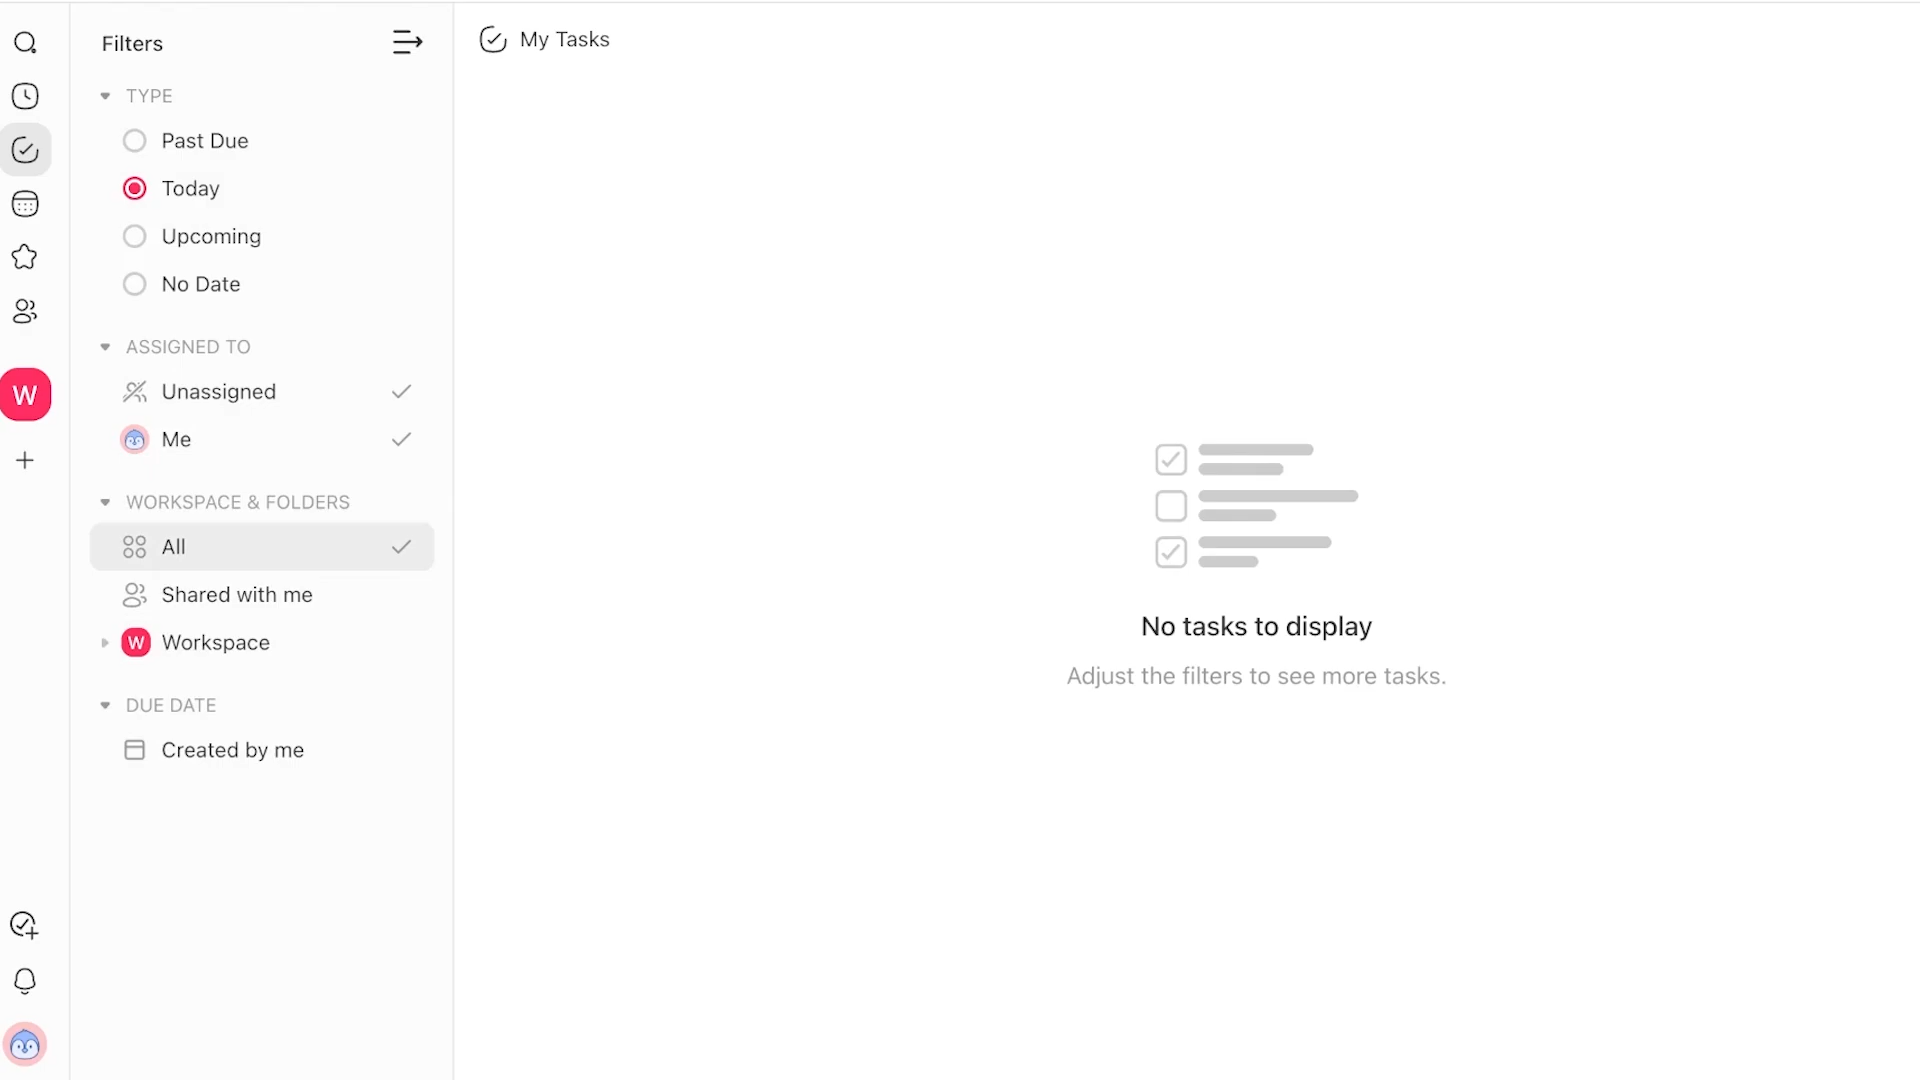 Filters
TYPE
Past Due
Today
Upcoming
No Date
ASSIGNED TO
Unassigned
Me
WORKSPACE & FOLDERS
All
Shared with me
W Workspace
DUE DATE
Created by me
W
My Tasks
No tasks to display
Adjust the filters to see more tasks.